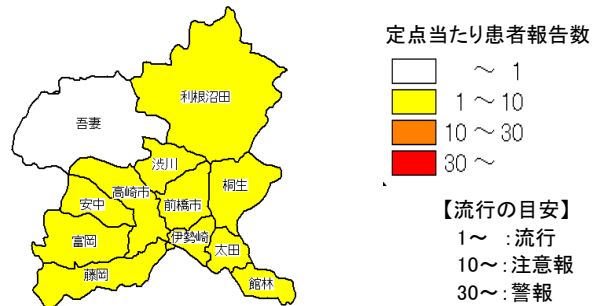 定点当たり患者報告数
～ 1
1 ～ 10
10 ～ 30
30 ～
【流行の目安】
1～ ：流行
10～：注意報
30～：警報
利根沼田
吾妻
渋川
桐生
高崎市
安中
前橋市
伊勢崎
富岡
太田
藤岡
館林